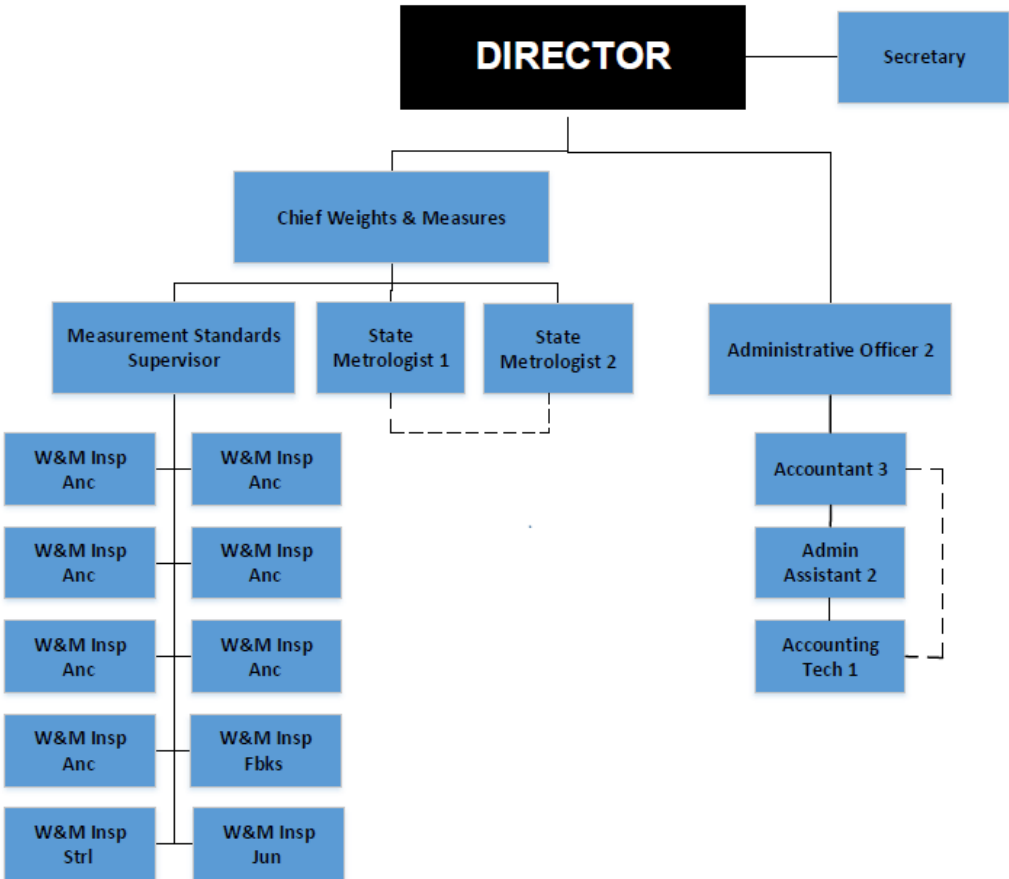 DIRECTOR
Secretary
Chief Weights & Measures
Measurement Standards
Supervisor
State
Metrologist 1
State
Metrologist 2
Administrative Officer 2
W&M Insp
Anc
W&M Insp
Anc
Accountant 3
W&M Insp
Anc
W&M Insp
Anc
Admin
Assistant 2
W&M Insp
Anc
W&M Insp
Anc
Accounting
Tech 1
W&M Insp
Anc
W&M Insp
Fbks
W&M Insp
Strl
W&M Insp
Jun